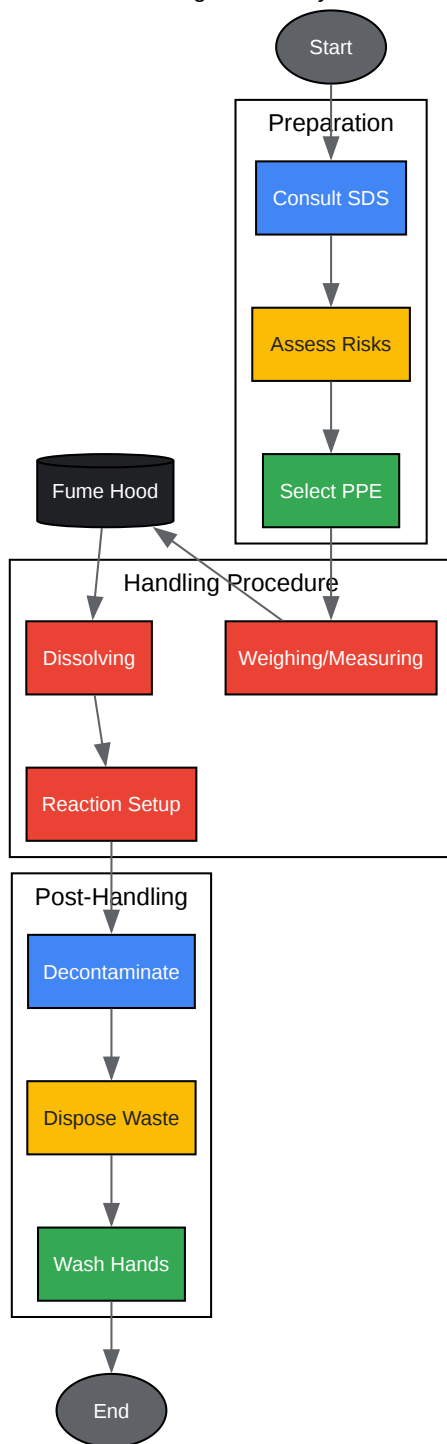 Start
Preparation
Consult SDS
Assess Risks
Fume Hood
Select PPE
Handling Procedure
Dissolving
Weighing/Measuring
Reaction Setup
Post-Handling
Decontaminate
Dispose Waste
Wash Hands
End